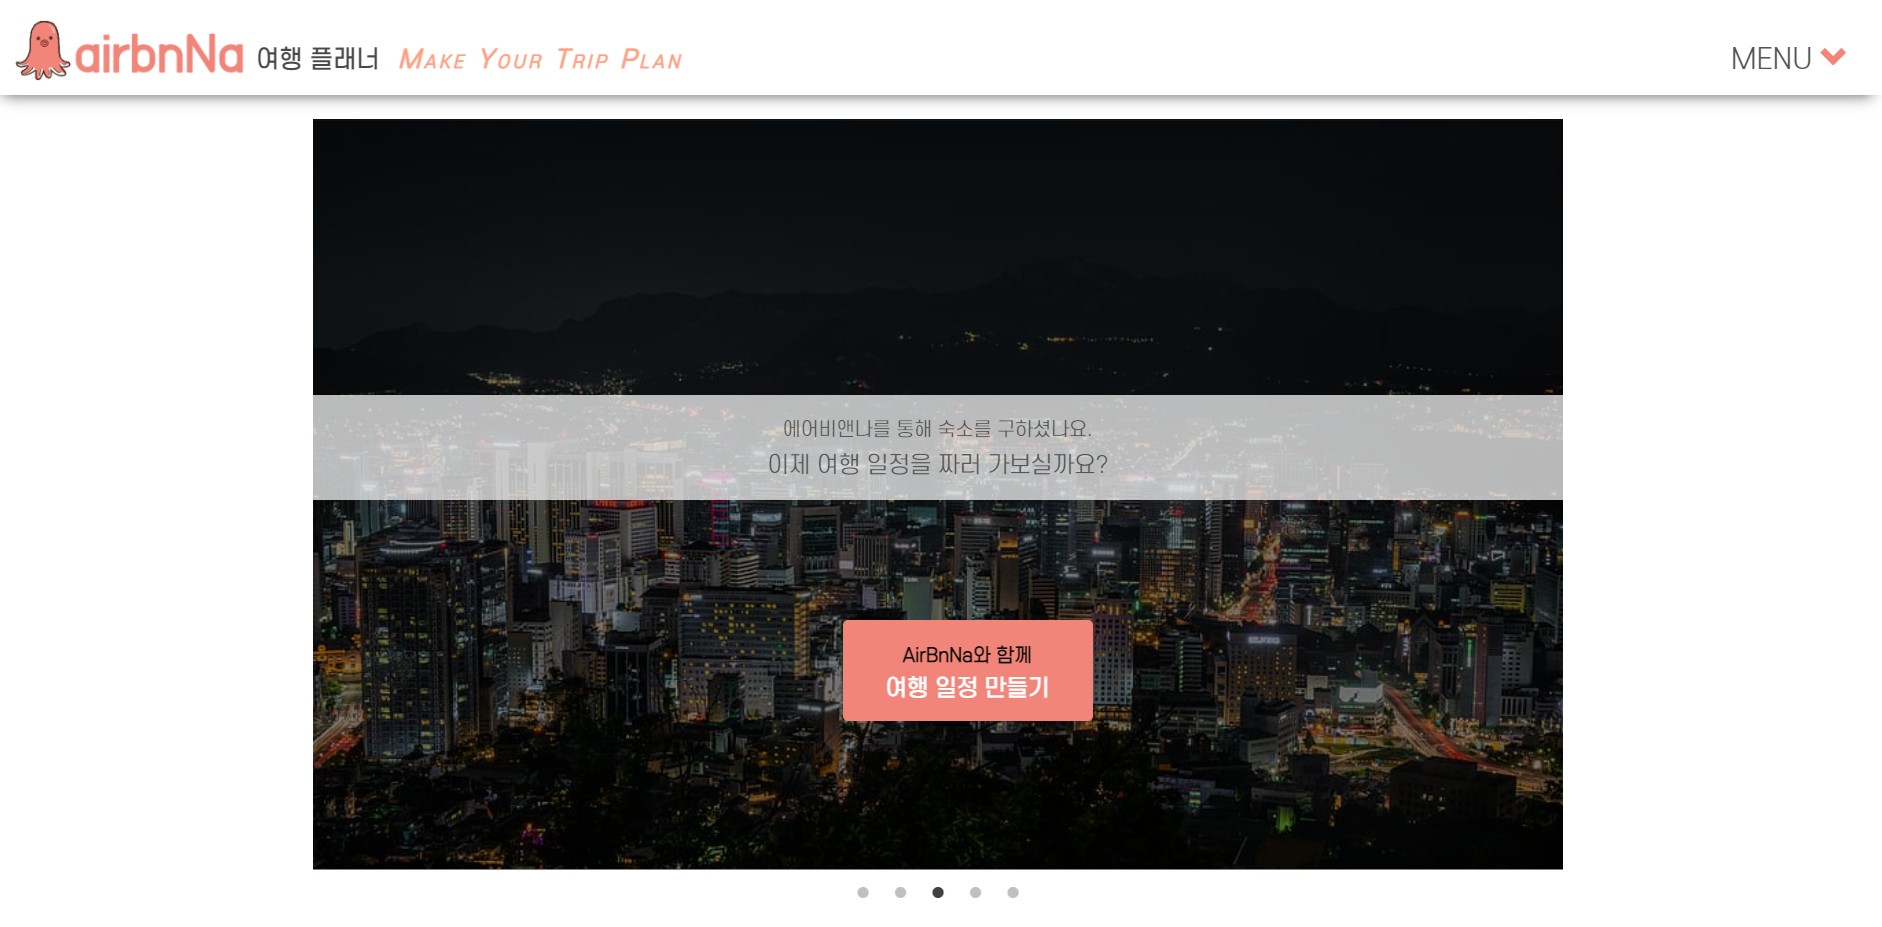 airbnNa 여행 플래너 MAKE YOUR TRIP PLAN
MENU
에어비앤나를 통해 숙소를 구하셨나요.
이제 여행 일정을 짜러 가보실까요?
AirBnNa와 함께
여행 일정 만들기